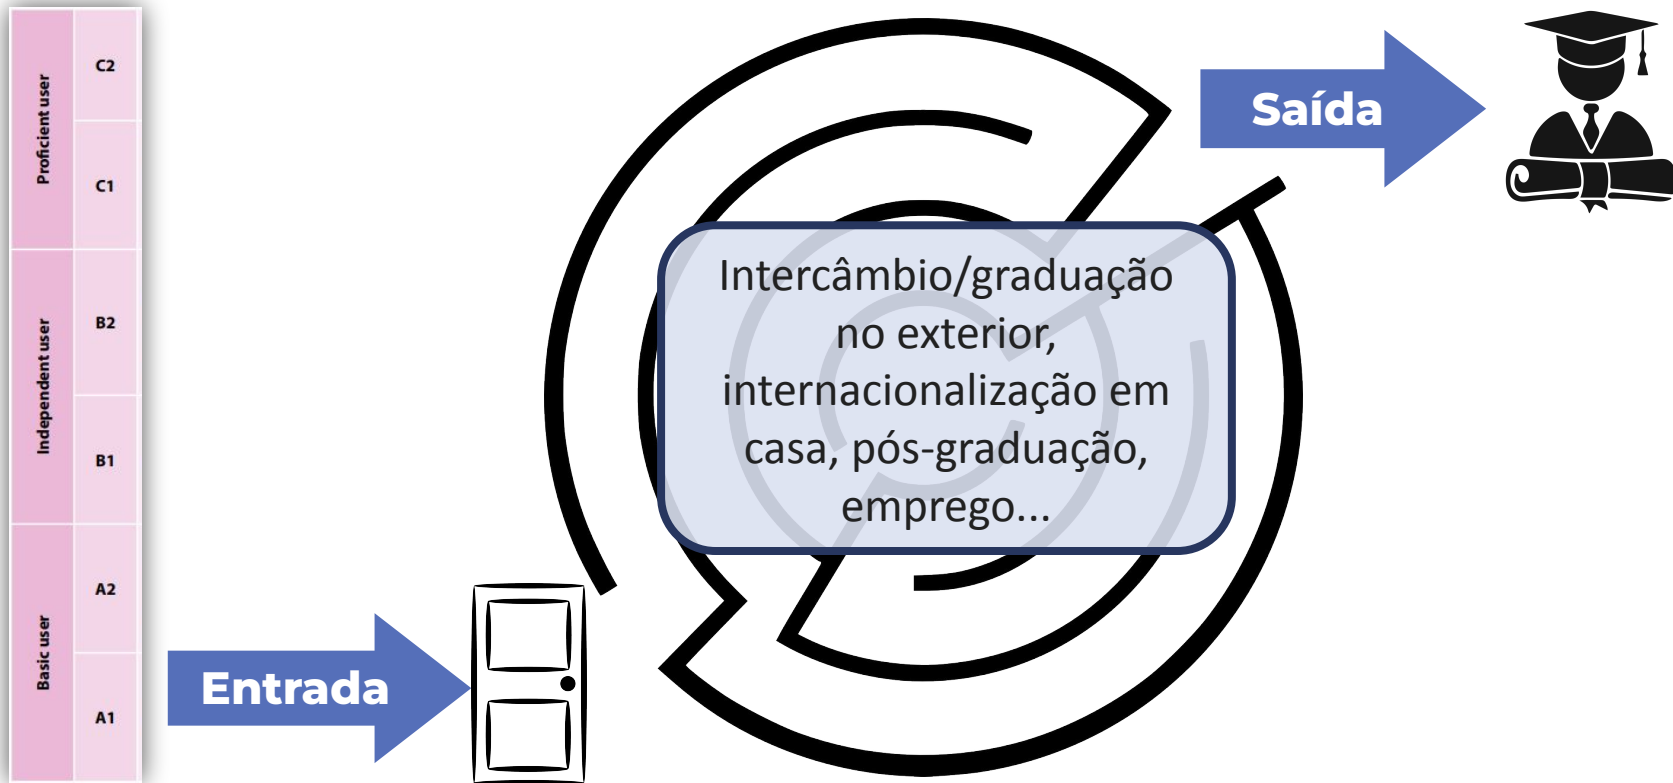 Proficient user
C2
C1
Independent user
B2
B1
Basic user
A2
A1
Entrada
Intercâmbio/graduação
no exterior,
internacionalização em
casa, pós-graduação,
emprego...
Saída